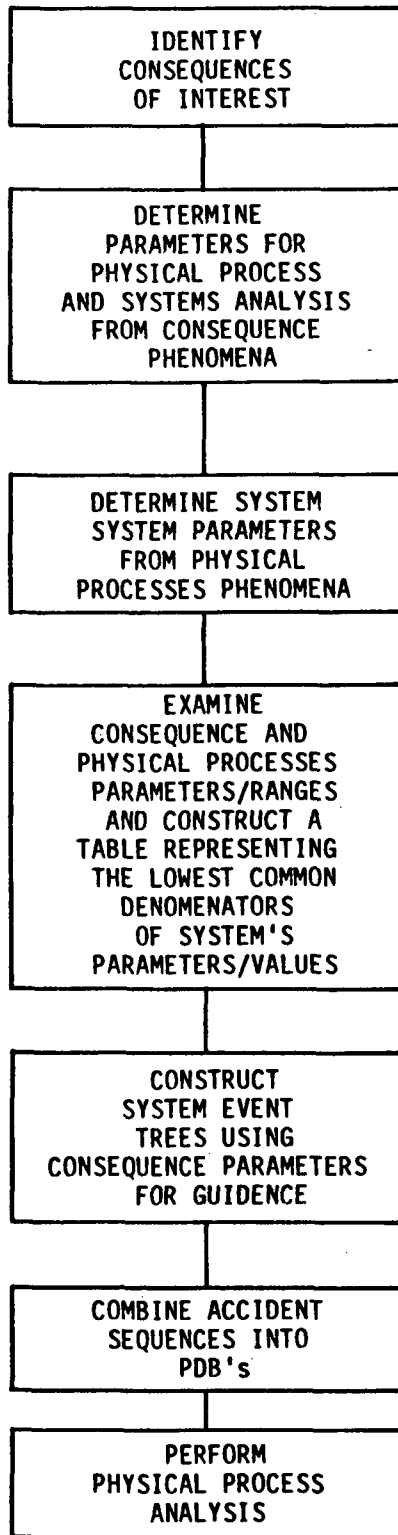 IDENTIFY
CONSEQUENCES
OF INTEREST
DETERMINE
PARAMETERS FOR
PHYSICAL PROCESS
AND SYSTEMS ANALYSIS
FROM CONSEQUENCE
PHENOMENA
DETERMINE SYSTEM
SYSTEM PARAMETERS
FROM PHYSICAL
PROCESSES PHENOMENA
EXAMINE
CONSEQUENCE AND
PHYSICAL PROCESSES
PARAMETERS/RANGES
AND CONSTRUCT A
TABLE REPRESENTING
THE LOWEST COMMON
DENOMENATORS
OF SYSTEM'S
PARAMETERS/VALUES
CONSTRUCT
SYSTEM EVENT
TREES USING
CONSEQUENCE PARAMETERS
FOR GUIDENCE
COMBINE ACCIDENT
SEQUENCES INTO
PDB's
PERFORM
PHYSICAL PROCESS
ANALYSIS